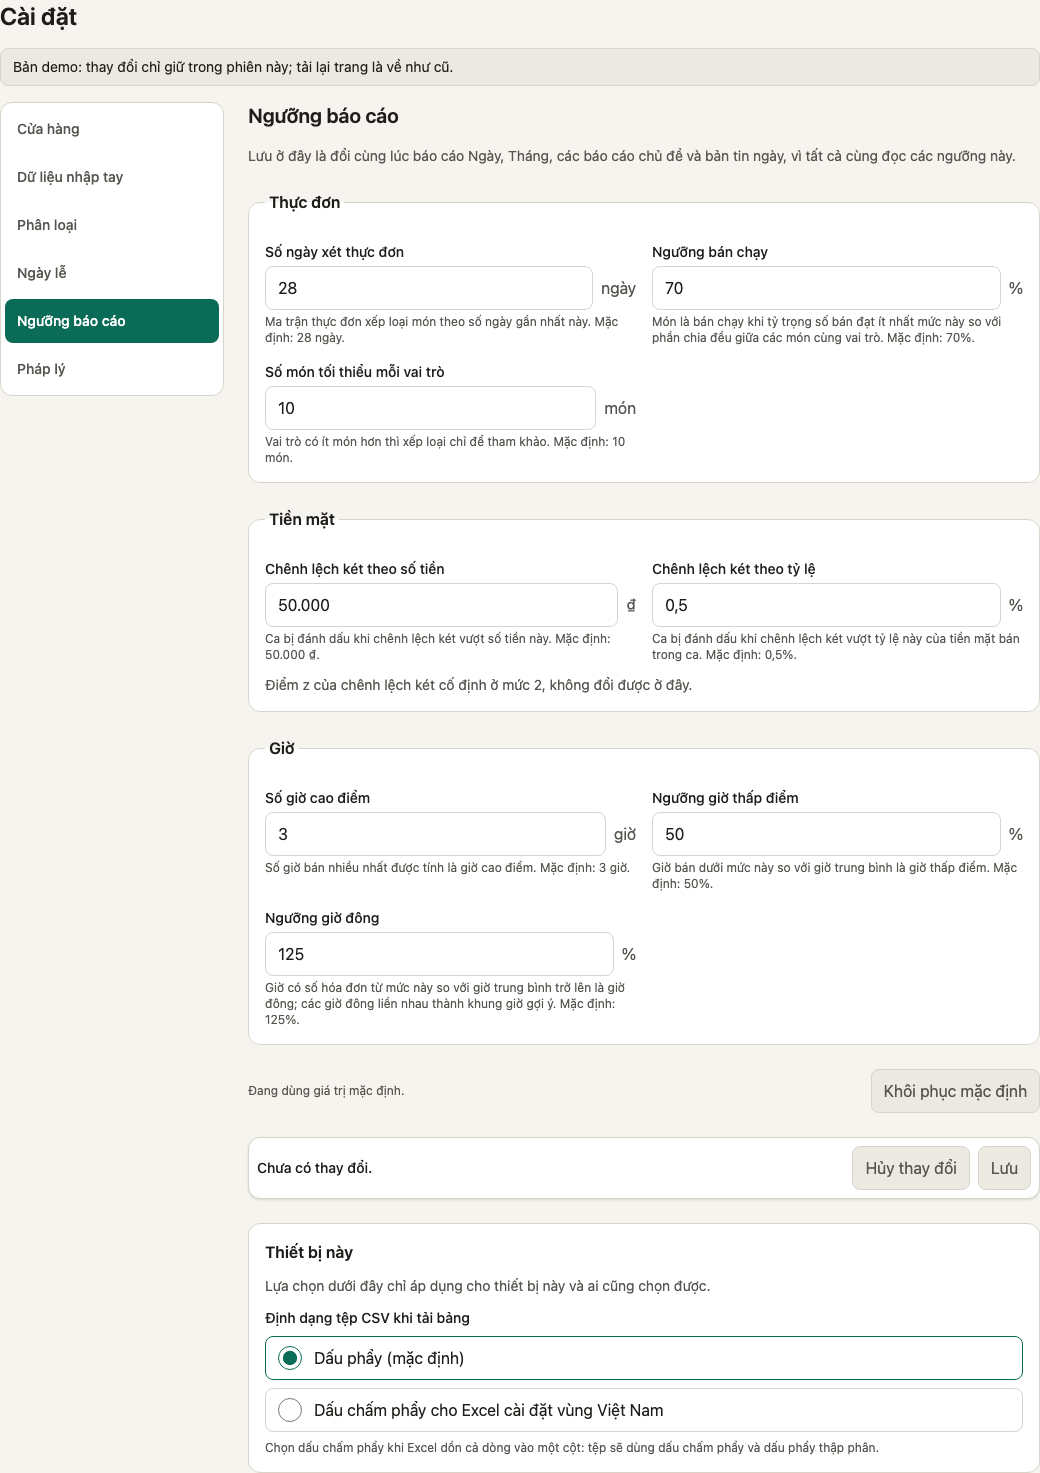 Cài đặt
Bản demo: thay đổi chỉ giữ trong phiên này; tải lại trang là về như cũ.
Cửa hàng
Dữ liệu nhập tay
Phân loại
Ngày lễ
Ngưỡng báo cáo
Pháp lý
Ngưỡng báo cáo
Lưu ở đây là đổi cùng lúc báo cáo Ngày, Tháng, các báo cáo chủ đề và bản tin ngày, vì tất cả cùng đọc các ngưỡng này.
Thực đơn
Số ngày xét thực đơn
28 ngày
Ma trận thực đơn xếp loại món theo số ngày gần nhất này. Mặc
định: 28 ngày.
Ngưỡng bán chạy
70 %
Món là bán chạy khi tỷ trọng số bán đạt ít nhất mức này so với
phần chia đều giữa các món cùng vai trò. Mặc định: 70%.
Số món tối thiểu mỗi vai trò
10 món
Vai trò có ít món hơn thì xếp loại chỉ để tham khảo. Mặc định: 10
món.
Tiền mặt
Chênh lệch két theo số tiền
50.000 ₫
Ca bị đánh dấu khi chênh lệch két vượt số tiền này. Mặc định:
50.000 ₫.
Chênh lệch két theo tỷ lệ
0,5 %
Ca bị đánh dấu khi chênh lệch két vượt tỷ lệ này của tiền mặt bán
trong ca. Mặc định: 0,5%.
Điểm z của chênh lệch két cố định ở mức 2, không đổi được ở đây.
Giờ
Số giờ cao điểm
3 giờ
Số giờ bán nhiều nhất được tính là giờ cao điểm. Mặc định: 3 giờ.
Ngưỡng giờ thấp điểm
50 %
Giờ bán dưới mức này so với giờ trung bình là giờ thấp điểm. Mặc
định: 50%.
Ngưỡng giờ đông
125 %
Giờ có số hóa đơn từ mức này so với giờ trung bình trở lên là giờ
đông; các giờ đông liền nhau thành khung giờ gợi ý. Mặc định:
125%.
Đang dùng giá trị mặc định.
Khôi phục mặc định
Chưa có thay đổi.
Hủy thay đổi
Lưu
Thiết bị này
Lựa chọn dưới đây chỉ áp dụng cho thiết bị này và ai cũng chọn được.
Định dạng tệp CSV khi tải bảng
Dấu phẩy (mặc định)
Dấu chấm phẩy cho Excel cài đặt vùng Việt Nam
Chọn dấu chấm phẩy khi Excel dồn cả dòng vào một cột: tệp sẽ dùng dấu chấm phẩy và dấu phẩy thập phân.